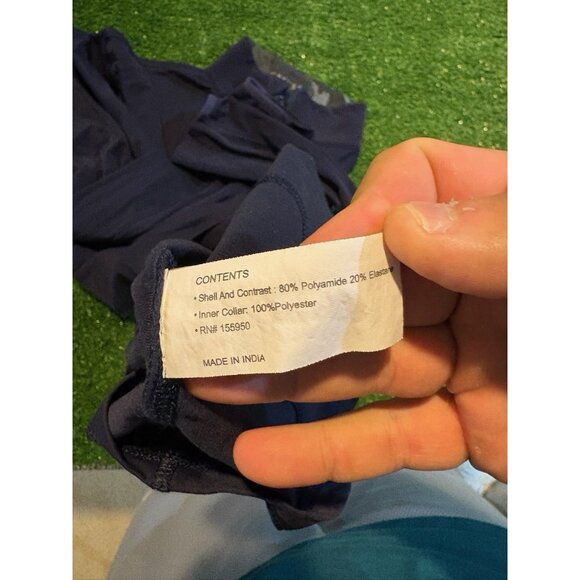 CONTENTS
• Shell And Contrast : 80% Polyamide 20% Elastane
• Inner Collar: 100%Polyester
• RN# 155950
MADE IN INDIA